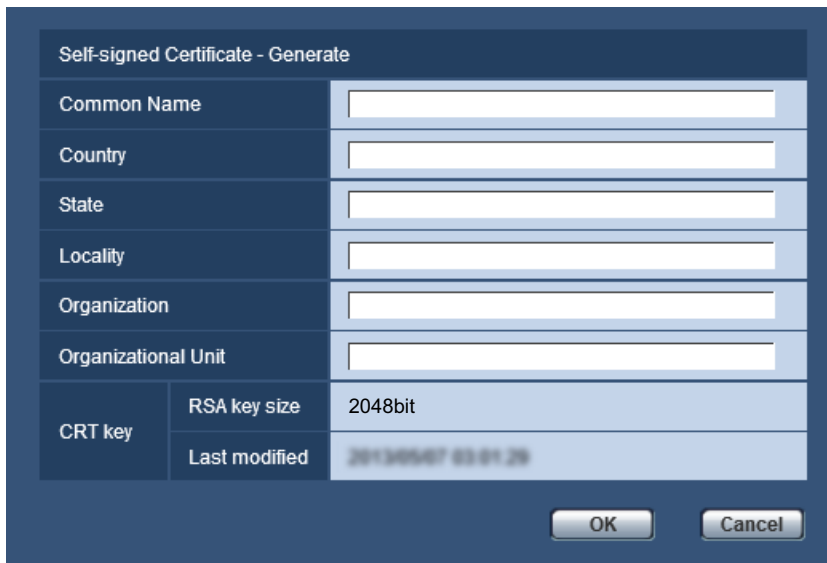 Self-signed Certificate - Generate
Common Name
Country
State
Locality
Organization
Organizational Unit
CRT key
RSA key size
2048bit
Last modified
OK
Cancel